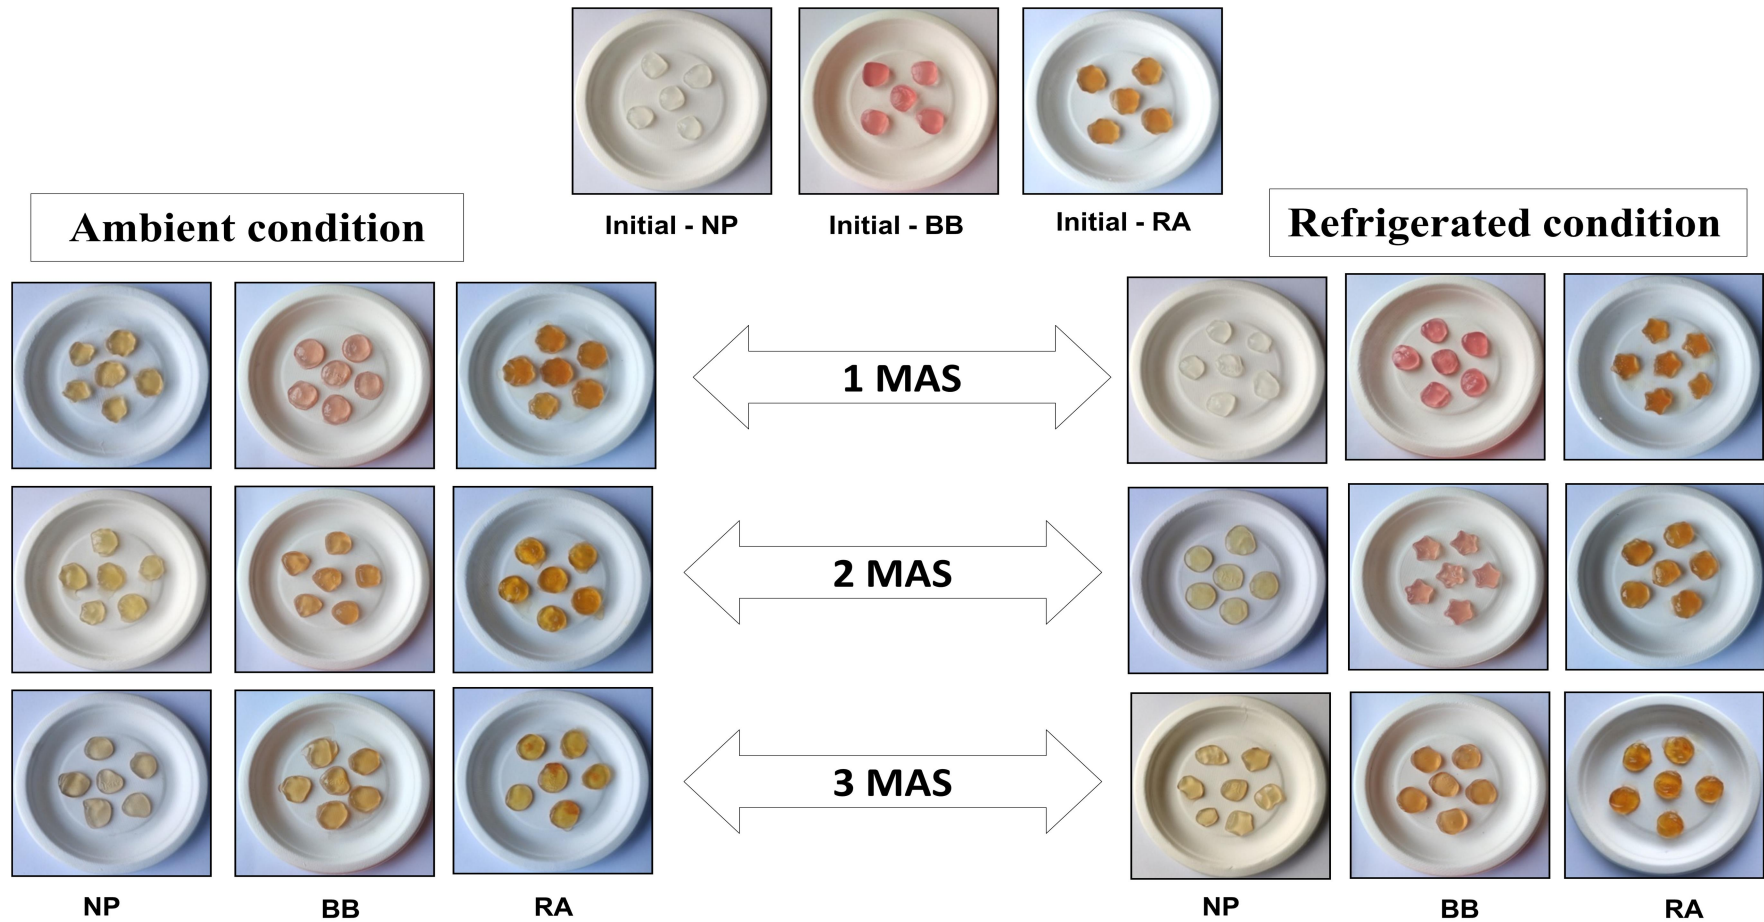 Initial - NP
Initial - BB
Initial - RA
Ambient condition
Refrigerated condition
1 MAS
2 MAS
3 MAS
NP
BB
RA
NP
BB
RA